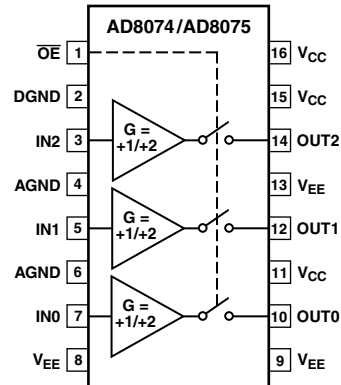 AD8074/AD8075
OE 1 16 VCC
DGND 2 15 VCC
G =
+1/+2
IN2 3 14 OUT2
AGND 4 13 VEE
G =
+1/+2
IN1 5 12 OUT1
AGND 6 11 VCC
G =
+1/+2
IN0 7 10 OUT0
VEE 8 9 VEE